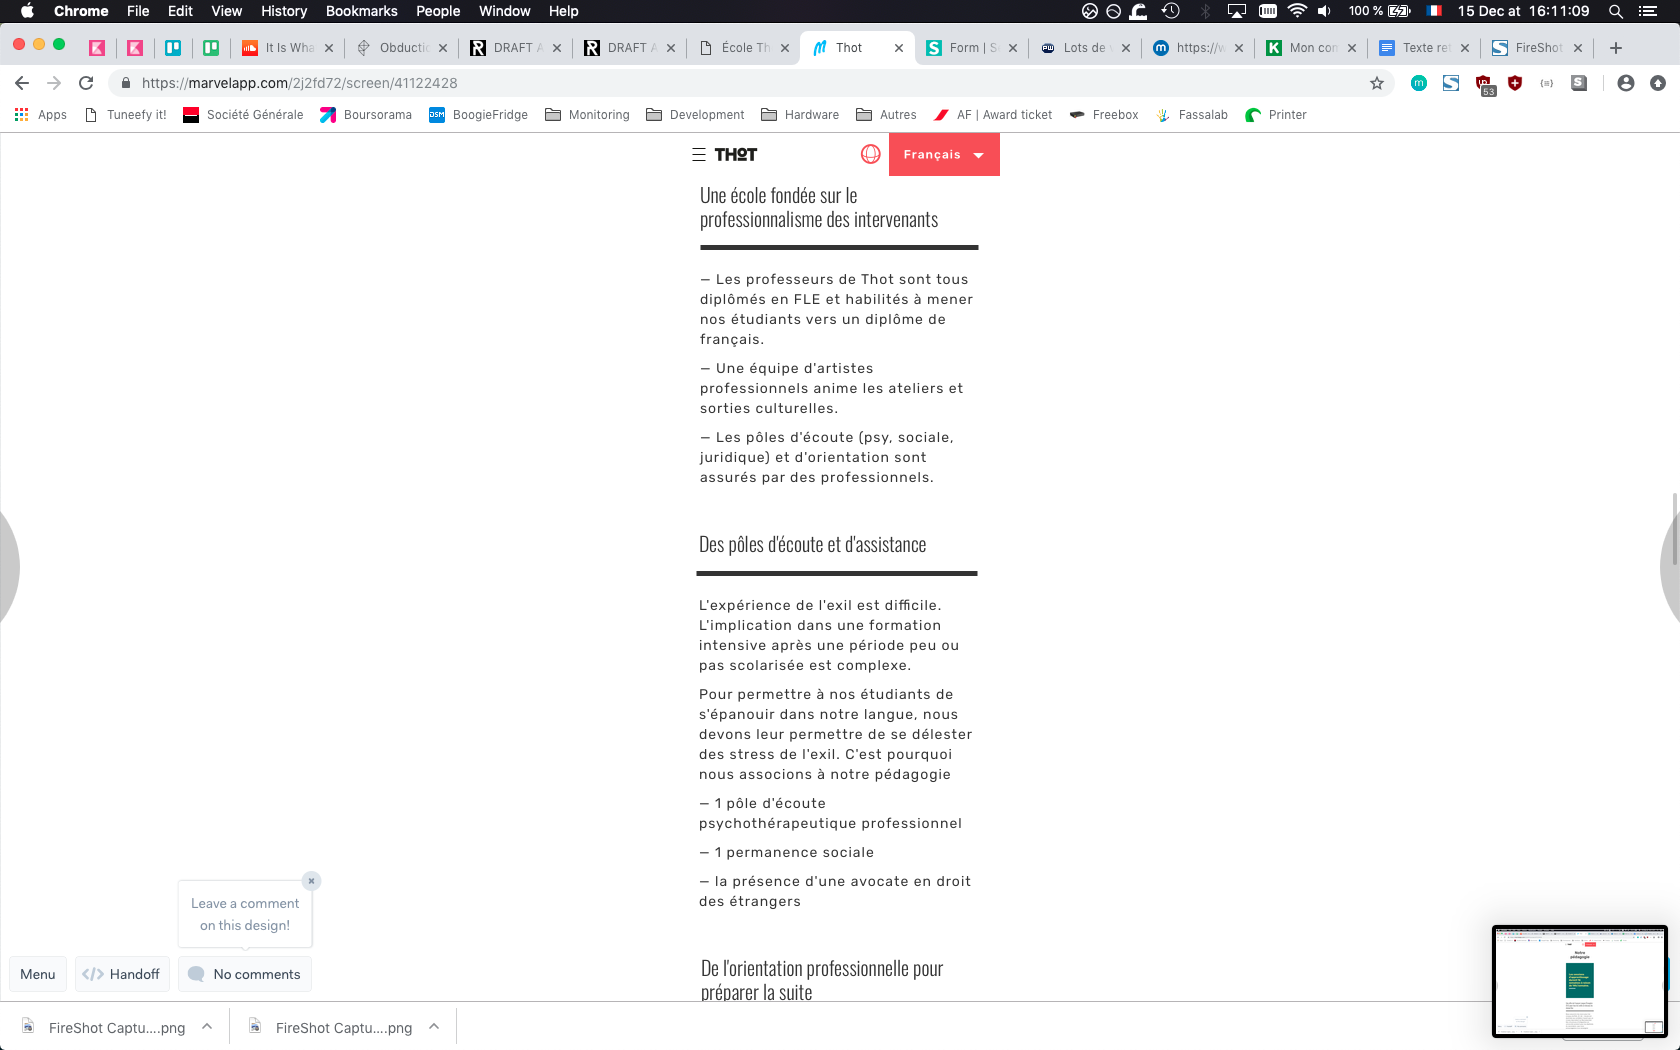 Chrome File Edit View History Bookmarks People Window Help 100 % 15 Dec at 16:11:09
It Is Wha Obductio DRAFT A DRAFT A École Th Thot Form | S Lots de https://w Mon con Texte ret FireShot
https://marvelapp.com/2j2fd72/screen/41122428
53
Apps Tuneefy it! Société Générale Boursorama BoogieFridge Monitoring Development Hardware Autres AF | Award ticket Freebox Fassalab Printer
THOT Français
Une école fondée sur le
professionnalisme des intervenants
– Les professeurs de Thot sont tous
diplômés en FLE et habilités à mener
nos étudiants vers un diplôme de
français.
– Une équipe d'artistes
professionnels anime les ateliers et
sorties culturelles.
– Les pôles d'écoute (psy, sociale,
juridique) et d'orientation sont
assurés par des professionnels.
Des pôles d'écoute et d'assistance
L'expérience de l'exil est difficile.
L'implication dans une formation
intensive après une période peu ou
pas scolarisée est complexe.
Pour permettre à nos étudiants de
s'épanouir dans notre langue, nous
devons leur permettre de se délester
des stress de l'exil. C'est pourquoi
nous associons à notre pédagogie
– 1 pôle d'écoute
psychothérapeutique professionnel
– 1 permanence sociale
– la présence d'une avocate en droit
des étrangers
De l'orientation professionnelle pour
préparer la suite
Leave a comment
on this design!
Menu Handoff No comments
FireShot Captu....png FireShot Captu....png
Notre
pédagogie